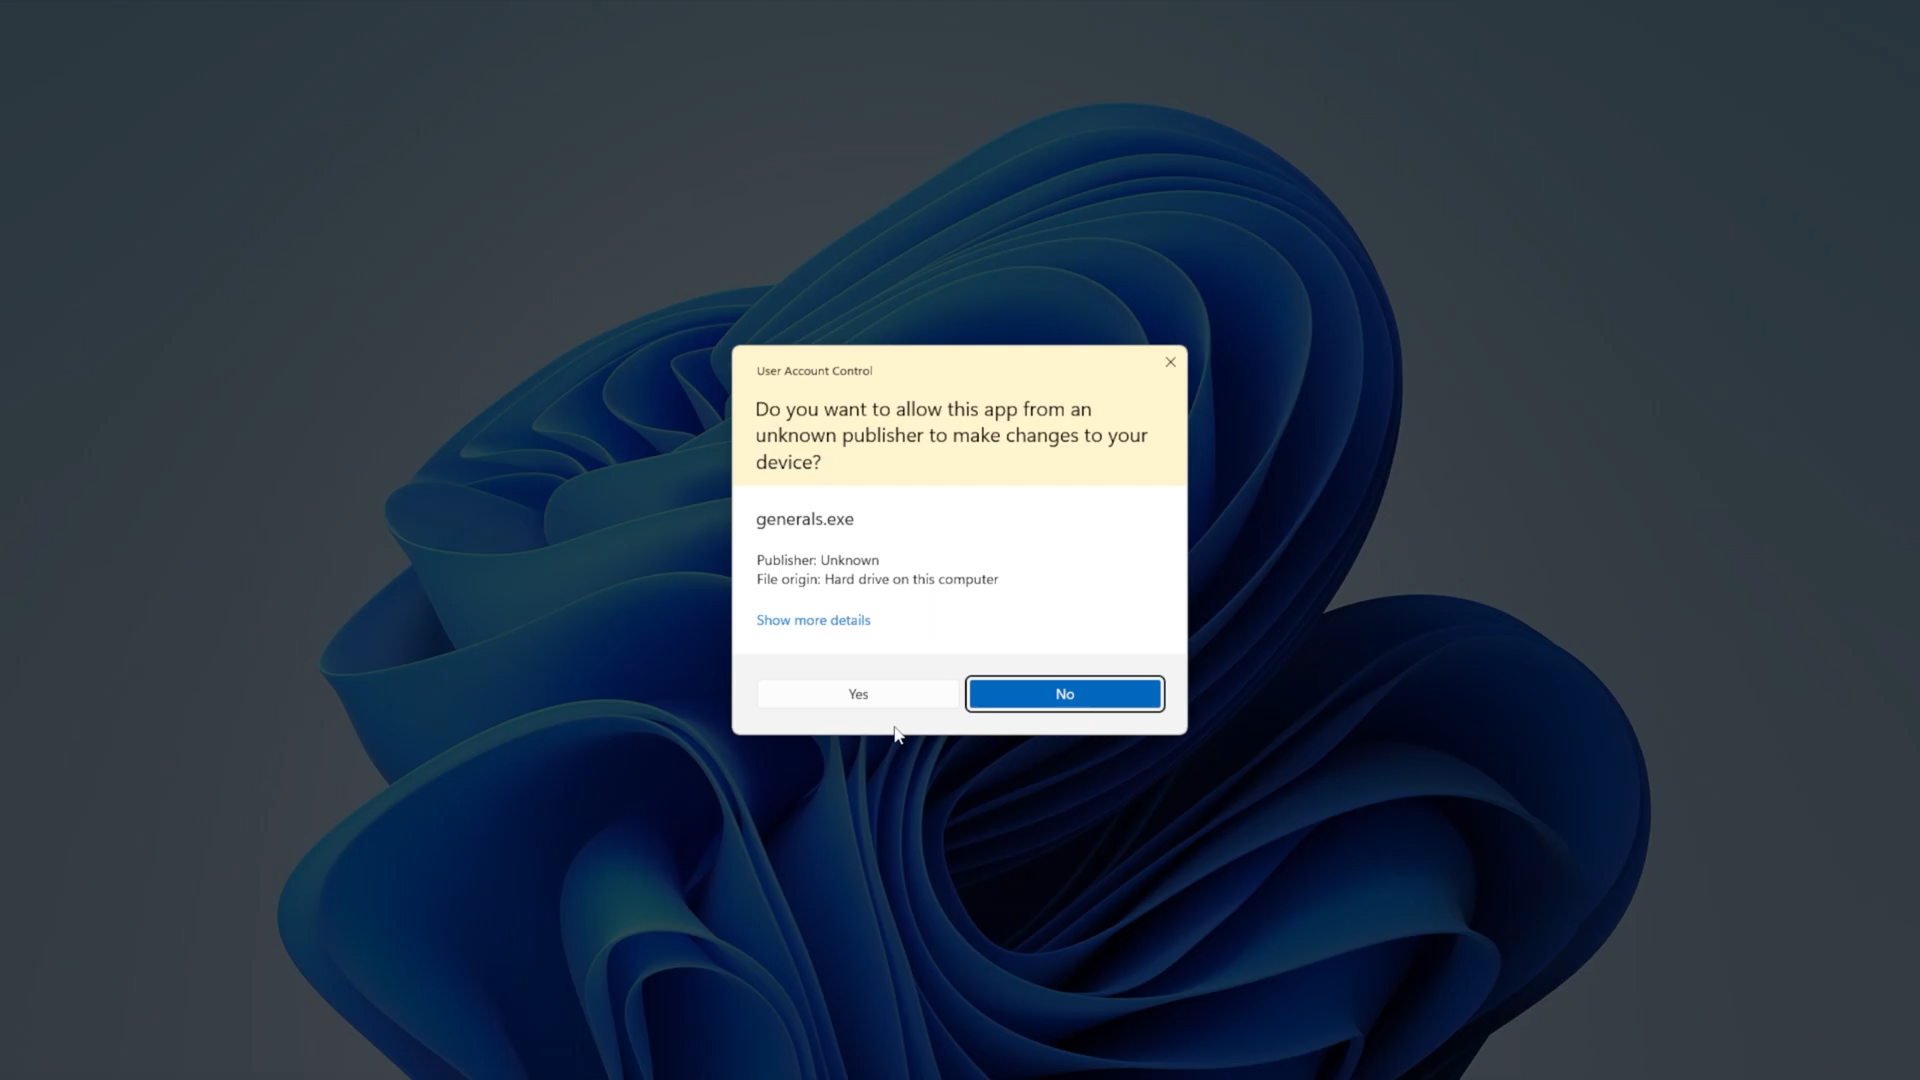 User Account Control
Do you want to allow this app from an
unknown publisher to make changes to your
device?
generals.exe
Publisher: Unknown
File origin: Hard drive on this computer
Show more details
Yes
No